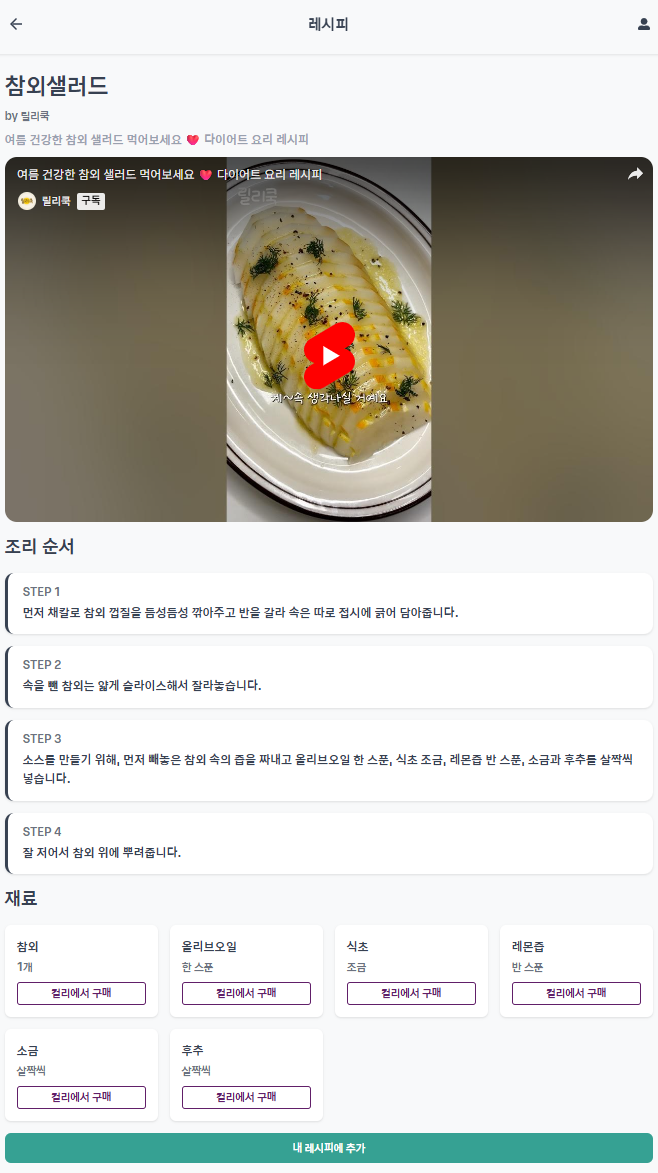 레시피
참외샐러드
by 릴리쿡
여름 건강한 참외 샐러드 먹어보세요 💗 다이어트 요리 레시피
여름 건강한 참외 샐러드 먹어보세요 💗 다이어트 요리 레시피
릴리쿡
릴리쿡 구독
계~속 생각나실 거예요
조리 순서
STEP 1
먼저 채칼로 참외 껍질을 듬성듬성 깎아주고 반을 갈라 속은 따로 접시에 긁어 담아줍니다.
STEP 2
속을 뺀 참외는 얇게 슬라이스해서 잘라놓습니다.
STEP 3
소스를 만들기 위해, 먼저 빼놓은 참외 속의 즙을 짜내고 올리브오일 한 스푼, 식초 조금, 레몬즙 반 스푼, 소금과 후추를 살짝씩
넣습니다.
STEP 4
잘 저어서 참외 위에 뿌려줍니다.
재료
참외
1개
컬리에서 구매
올리브오일
한 스푼
컬리에서 구매
식초
조금
컬리에서 구매
레몬즙
반 스푼
컬리에서 구매
소금
살짝씩
컬리에서 구매
후추
살짝씩
컬리에서 구매
내 레시피에 추가